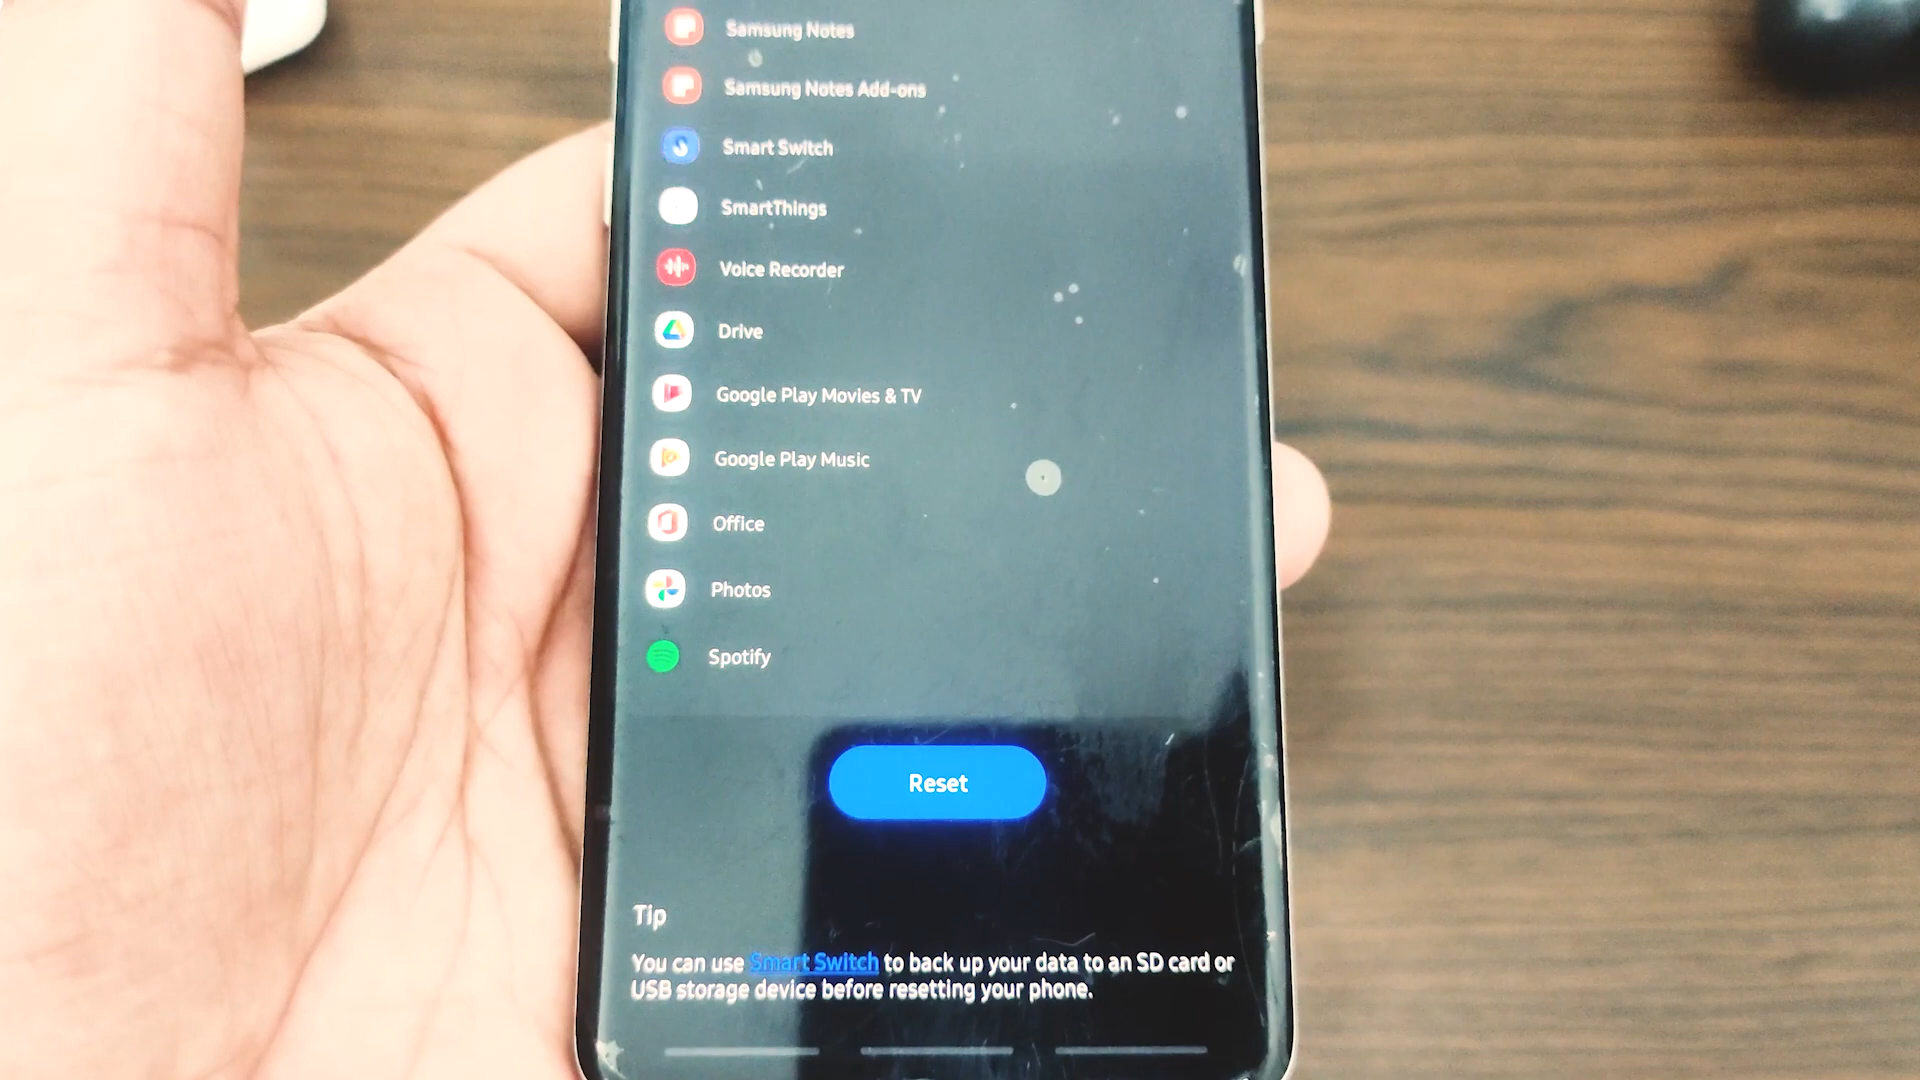 Samsung Notes
Samsung Notes Add-ons
Smart Switch
SmartThings
Voice Recorder
Drive
Google Play Movies & TV
Google Play Music
Office
Photos
Spotify
Reset
Tip
You can use Smart Switch to back up your data to an SD card or
USB storage device before resetting your phone.